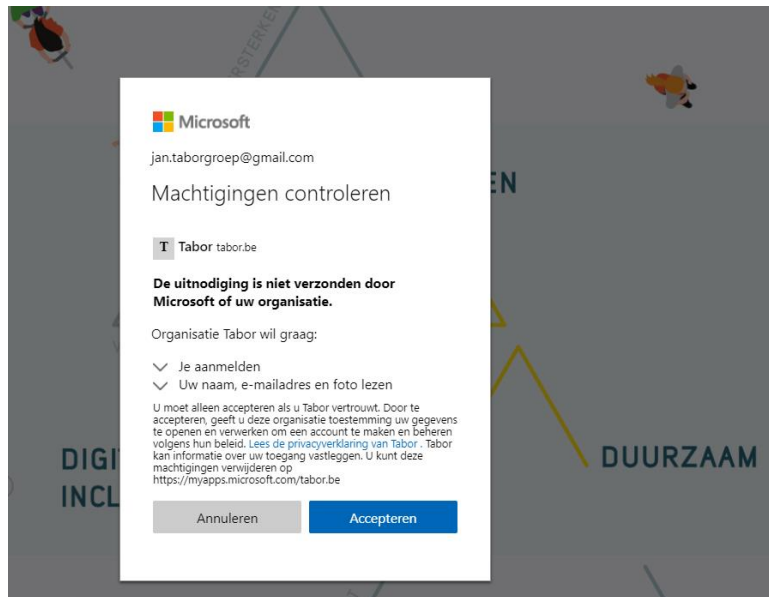 RSTERKEN
Microsoft
jan.taborgroep@gmail.com
Machtigingen controleren
EN
T Tabor tabor.be
De uitnodiging is niet verzonden door
Microsoft of uw organisatie.
Organisatie Tabor wil graag:
Je aanmelden
Uw naam, e-mailadres en foto lezen
U moet alleen accepteren als u Tabor vertrouwt. Door te
accepteren, geeft u deze organisatie toestemming uw gegevens
te openen en verwerken om een account te maken en beheren
volgens hun beleid. Lees de privacyverklaring van Tabor . Tabor
kan informatie over uw toegang vastleggen. U kunt deze
machtigingen verwijderen op
https://myapps.microsoft.com/tabor.be
DIGI
INCL
DUURZAAM
Annuleren
Accepteren